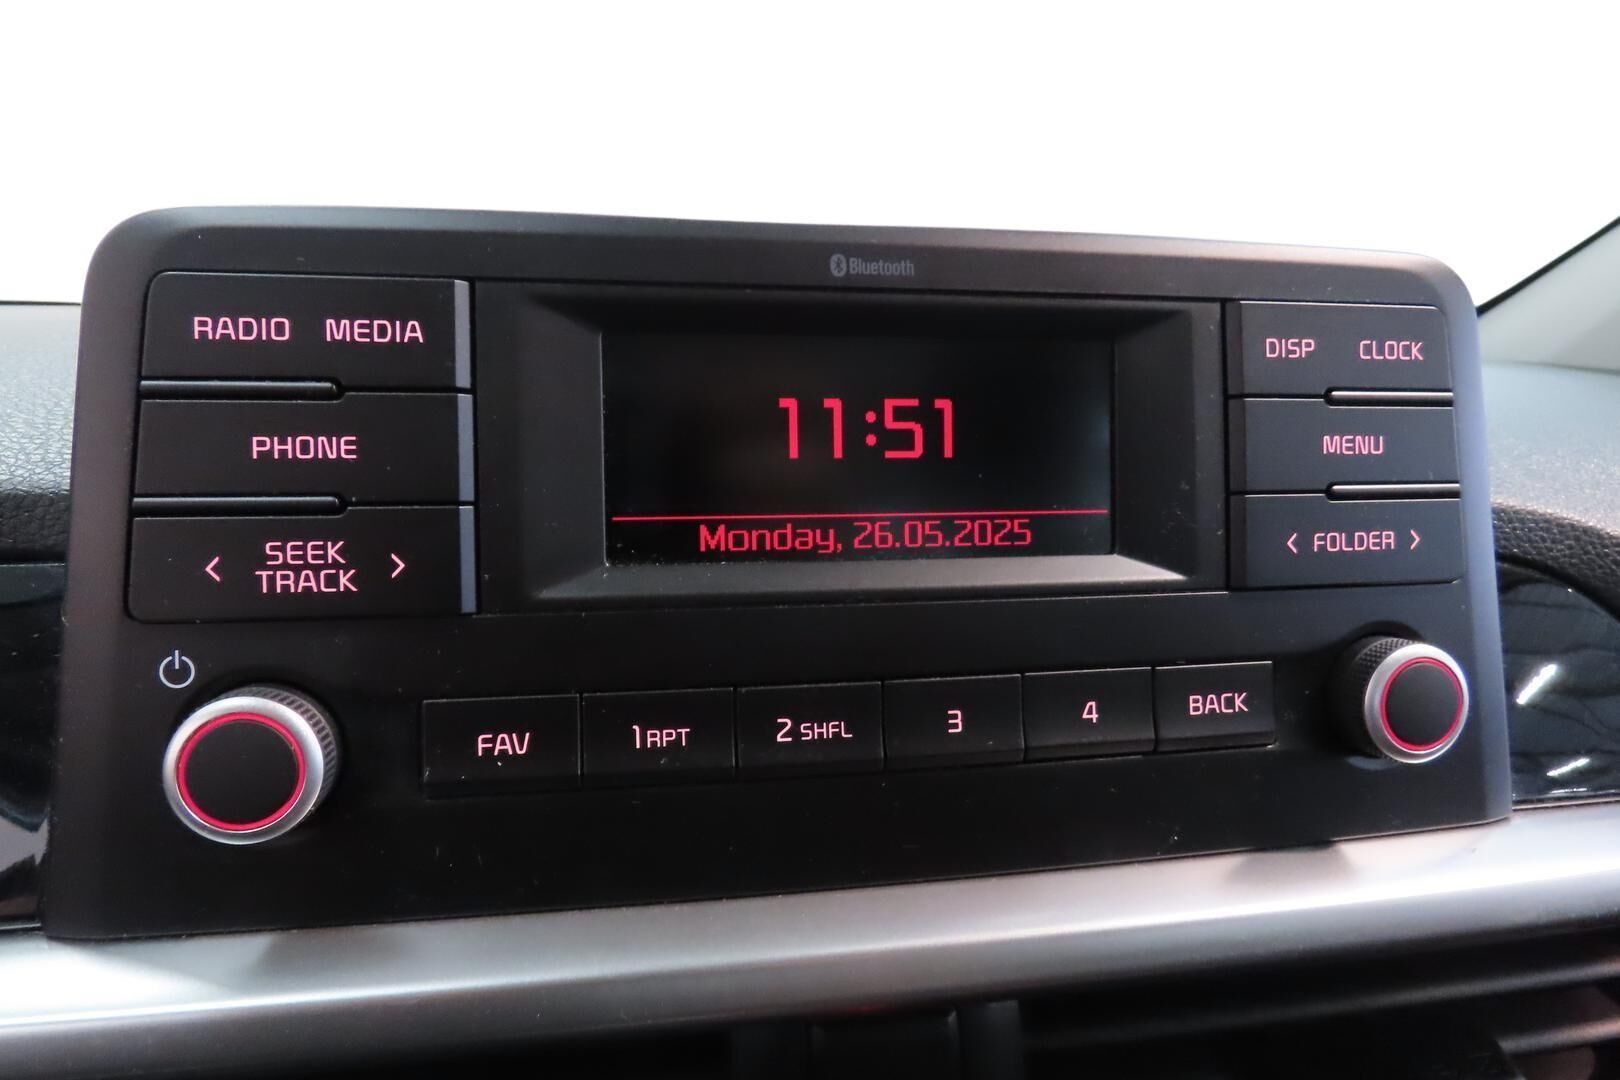 Bluetooth
RADIO MEDIA
PHONE
< SEEK TRACK >
11:51
Monday, 26.05.2025
DISP CLOCK
MENU
< FOLDER >
FAV
1 RPT
2 SHFL
3
4
BACK